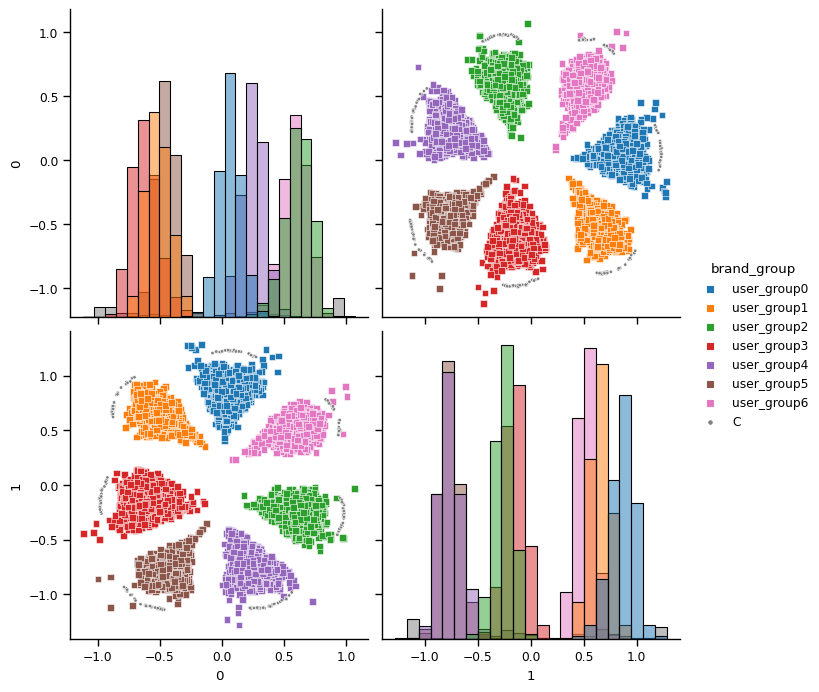 1.0
0.5
0.0
−0.5
−1.0
0
brand_group
user_group0
user_group1
user_group2
user_group3
user_group4
user_group5
user_group6
C
1.0
0.5
0.0
−0.5
−1.0
1
−1.0 −0.5 0.0 0.5 1.0
0
−1.0 −0.5 0.0 0.5 1.0
1